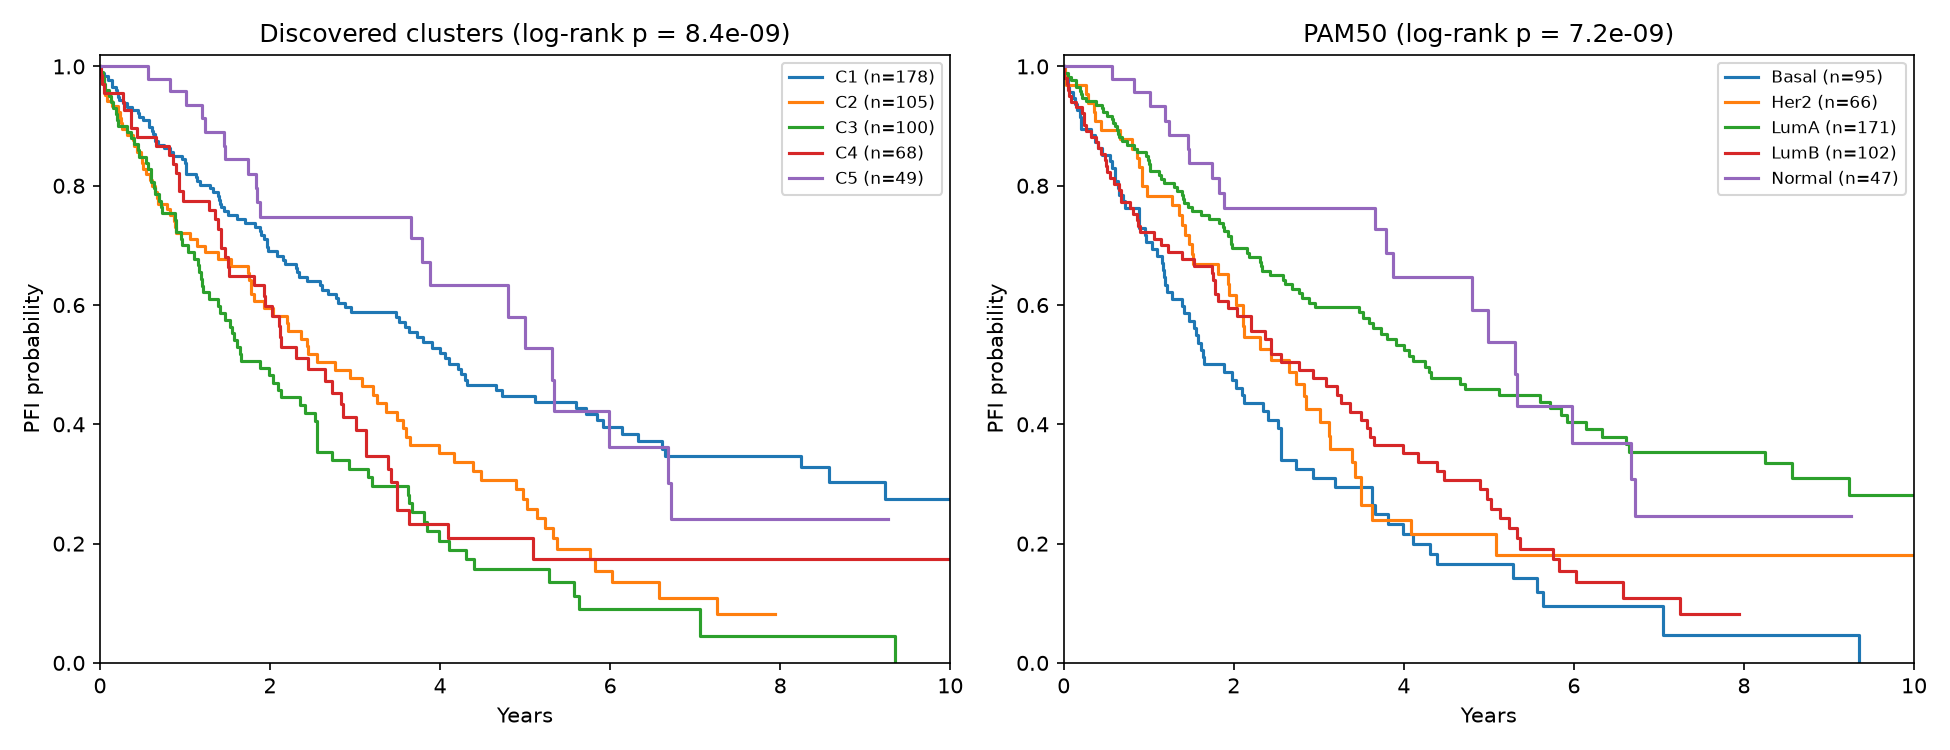 Discovered clusters (log-rank p = 8.4e-09)
C1 (n=178)
C2 (n=105)
C3 (n=100)
C4 (n=68)
C5 (n=49)
PFI probability
1.0
0.8
0.6
0.4
0.2
0.0
0 2 4 6 8 10
Years
PAM50 (log-rank p = 7.2e-09)
Basal (n=95)
Her2 (n=66)
LumA (n=171)
LumB (n=102)
Normal (n=47)
PFI probability
1.0
0.8
0.6
0.4
0.2
0.0
0 2 4 6 8 10
Years